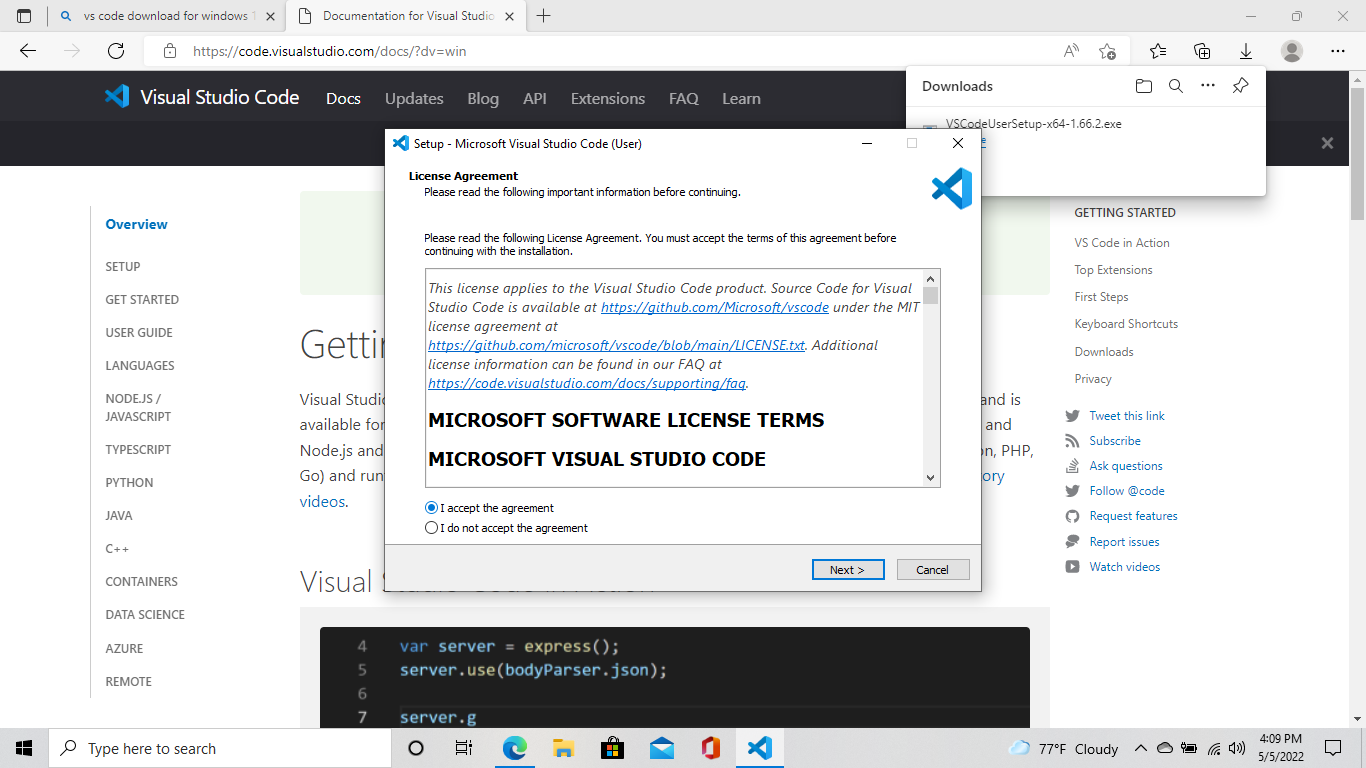 vs code download for windows 1
Documentation for Visual Studio
https://code.visualstudio.com/docs/?dv=win
Visual Studio Code
Docs
Updates
Blog
API
Extensions
FAQ
Learn
Downloads
VSCodeUserSetup-x64-1.66.2.exe
Setup - Microsoft Visual Studio Code (User)
License Agreement
Please read the following important information before continuing.
Please read the following License Agreement. You must accept the terms of this agreement before
continuing with the installation.
This license applies to the Visual Studio Code product. Source Code for Visual
Studio Code is available at https://github.com/Microsoft/vscode under the MIT
license agreement at
https://github.com/microsoft/vscode/blob/main/LICENSE.txt. Additional
license information can be found in our FAQ at
https://code.visualstudio.com/docs/supporting/faq.
MICROSOFT SOFTWARE LICENSE TERMS
MICROSOFT VISUAL STUDIO CODE
I accept the agreement
I do not accept the agreement
Next >
Cancel
Overview
SETUP
GET STARTED
USER GUIDE
LANGUAGES
NODE.JS /
JAVASCRIPT
TYPESCRIPT
PYTHON
JAVA
C++
CONTAINERS
DATA SCIENCE
AZURE
REMOTE
Visual Studio
available for
Node.js and
Go) and run
videos.
and is
and
PHP,
Visual
4 var server = express();
5 server.use(bodyParser.json);
6
7 server.g
GETTING STARTED
VS Code in Action
Top Extensions
First Steps
Keyboard Shortcuts
Downloads
Privacy
Tweet this link
Subscribe
Ask questions
Follow @code
Request features
Report issues
Watch videos
Type here to search
77°F Cloudy
4:09 PM
5/5/2022